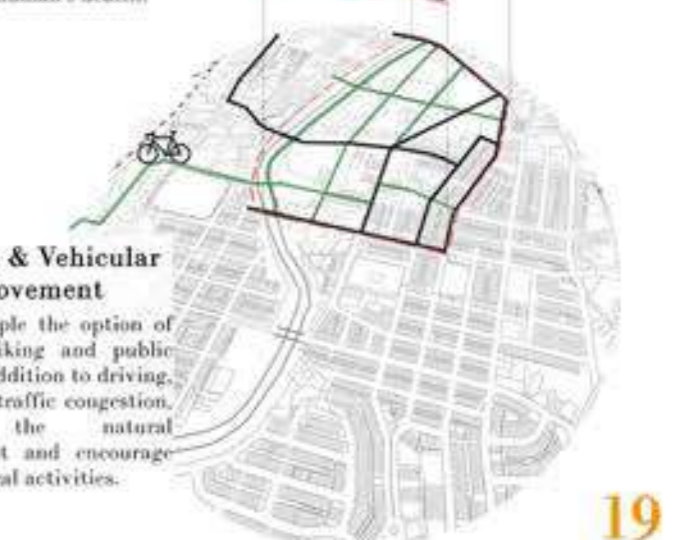 & Vehicular
ovement
ple the option of
iking and public
ddition to driving,
traffic congestion,
the natural
t and encourage
al activities.
19